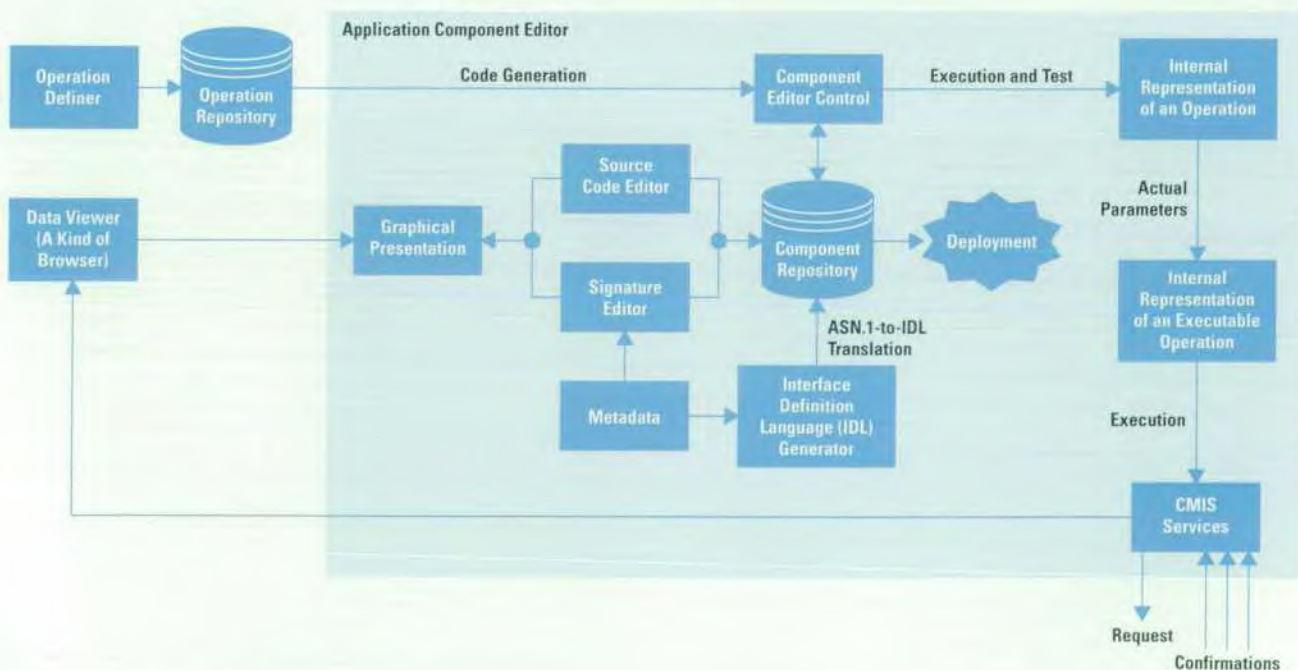 Application Component Editor
Operation
Definer
Operation
Repository
Code Generation
Component
Editor Control
Execution and Test
Internal
Representation
of an Operation
Source
Code Editor
Actual
Parameters
Data Viewer
(A Kind of
Browser)
Graphical
Presentation
Component
Repository
Deployment
Signature
Editor
Internal
Representation
of an Executable
Operation
ASN.1-to-IDL
Translation
Metadata
Interface
Definition
Language (IDL)
Generator
Execution
CMIS
Services
Request
Confirmations